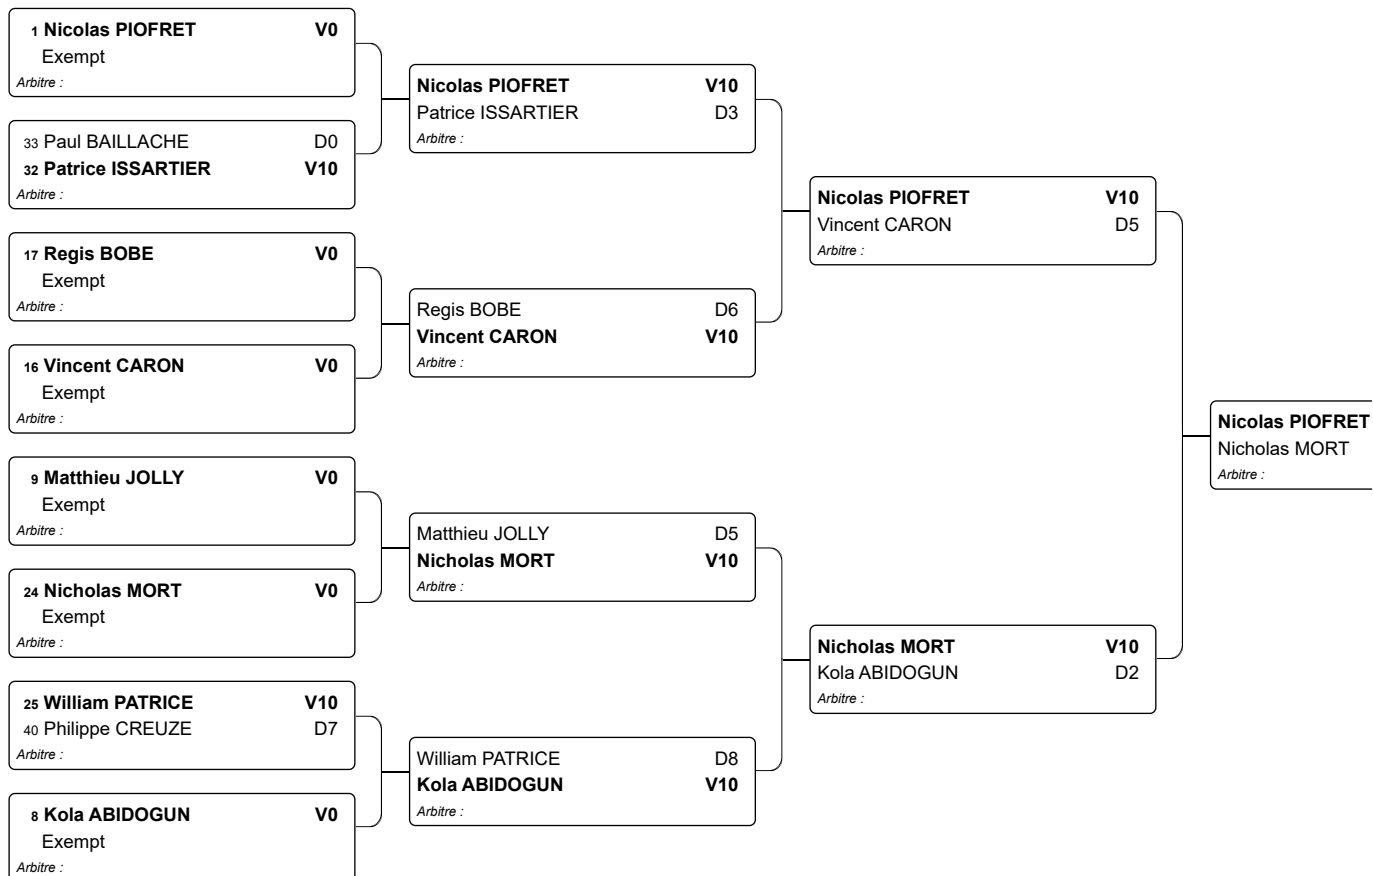 1 Nicolas PIOFRET V0
Exempt
Arbitre :
33 Paul BAILLACHE D0
32 Patrice ISSARTIER V10
Arbitre :
17 Regis BOBE V0
Exempt
Arbitre :
16 Vincent CARON V0
Exempt
Arbitre :
9 Matthieu JOLLY V0
Exempt
Arbitre :
24 Nicholas MORT V0
Exempt
Arbitre :
25 William PATRICE V10
40 Philippe CREUZE D7
Arbitre :
8 Kola ABIDOGUN V0
Exempt
Arbitre :
Nicolas PIOFRET V10
Patrice ISSARTIER D3
Arbitre :
Regis BOBE D6
Vincent CARON V10
Arbitre :
Matthieu JOLLY D5
Nicholas MORT V10
Arbitre :
William PATRICE D8
Kola ABIDOGUN V10
Arbitre :
Nicolas PIOFRET V10
Vincent CARON D5
Arbitre :
Nicholas MORT V10
Kola ABIDOGUN D2
Arbitre :
Nicolas PIOFRET
Nicholas MORT
Arbitre :